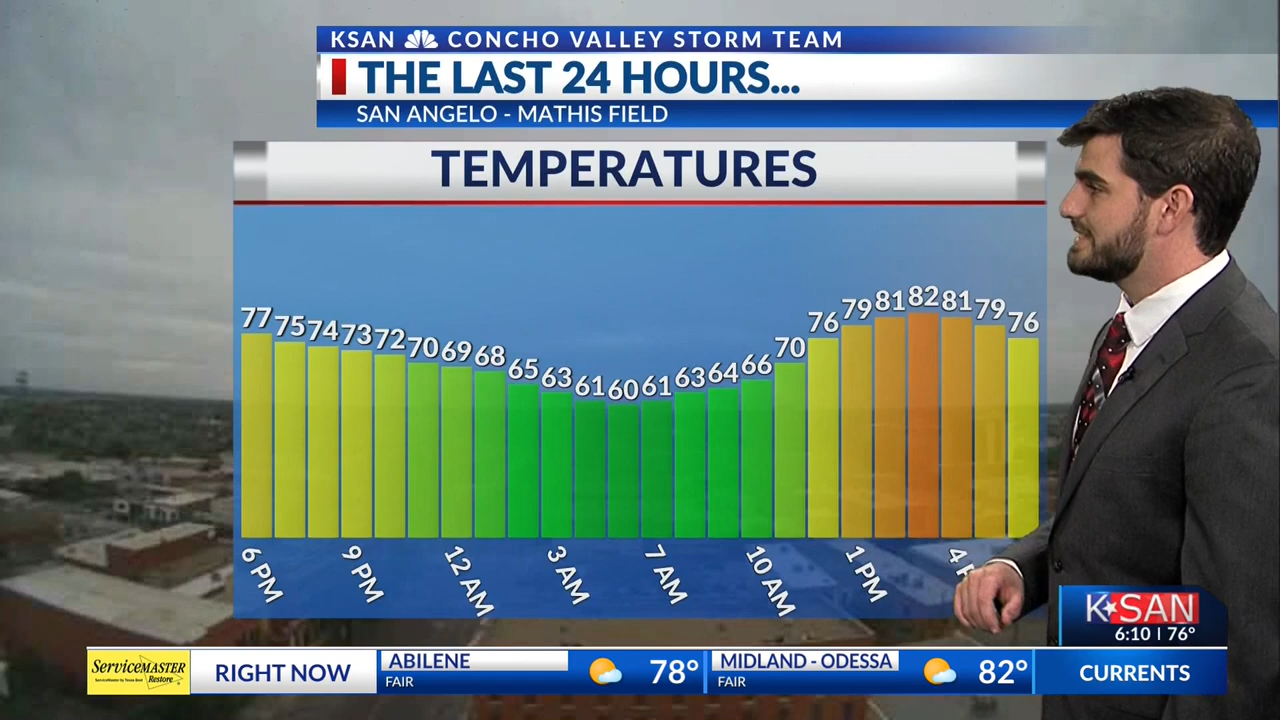 KSAN CONCHO VALLEY STORM TEAM
THE LAST 24 HOURS...
SAN ANGELO - MATHIS FIELD
TEMPERATURES
77 75 74 73 72 70 69 68 65 63 61 60 61 63 64 66 70 76 79 81 82 81 79 76
6 PM 9 PM 12 AM 3 AM 7 AM 10 AM 1 PM 4 P
KSAN
6:10 | 76°
ServiceMASTER
Restore
RIGHT NOW
ABILENE
FAIR
78°
MIDLAND - ODESSA
FAIR
82°
CURRENTS